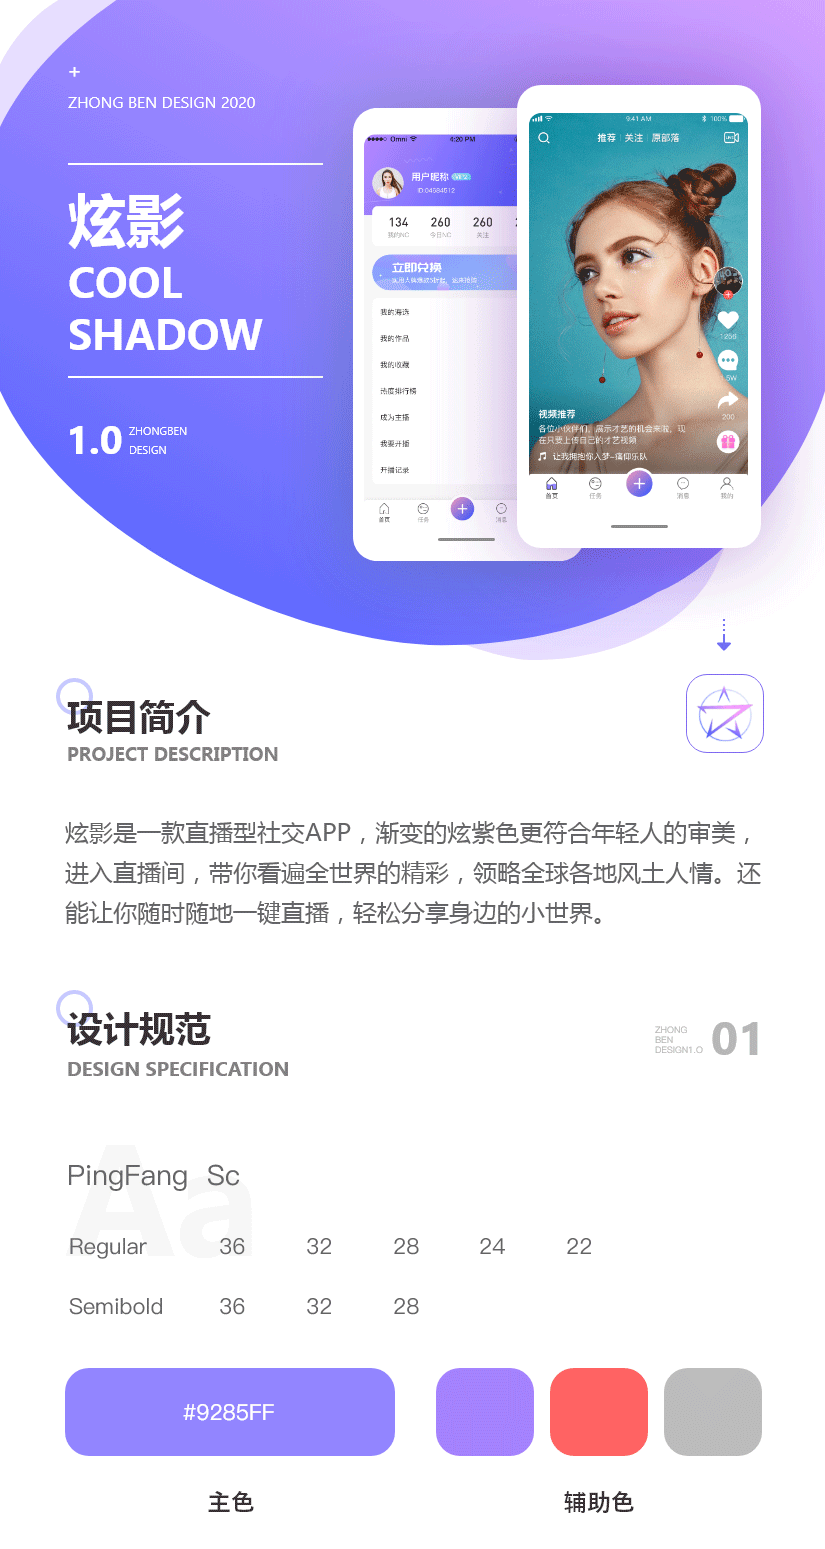 +
ZHONG BEN DESIGN 2020
炫影
COOL
SHADOW
1.0
ZHONGBEN
DESIGN
Omni
4:20 PM
用户昵称
ID:04584512
134
260
260
我的NC
今日NC
关注
立即兑换
我的海选
我的作品
我的收藏
热度排行榜
成为主播
我要开播
开播记录
首页
任务
消息
9:41 AM
100%
推荐
关注
原部落
1256
1.5W
200
视频推荐
各位小伙伴们，展示才艺的机会来啦，现
在只要上传自己的才艺视频
让我拥抱你入梦-痛仰乐队
首页
任务
消息
我的
项目简介
PROJECT DESCRIPTION
炫影是一款直播型社交APP，渐变的炫紫色更符合年轻人的审美，
进入直播间，带你看遍全世界的精彩，领略全球各地风土人情。还
能让你随时随地一键直播，轻松分享身边的小世界。
设计规范
DESIGN SPECIFICATION
ZHONG
BEN
DESIGN1.0
01
Aa
PingFang Sc
Regular 36 32 28 24 22
Semibold 36 32 28
#9285FF
主色
辅助色